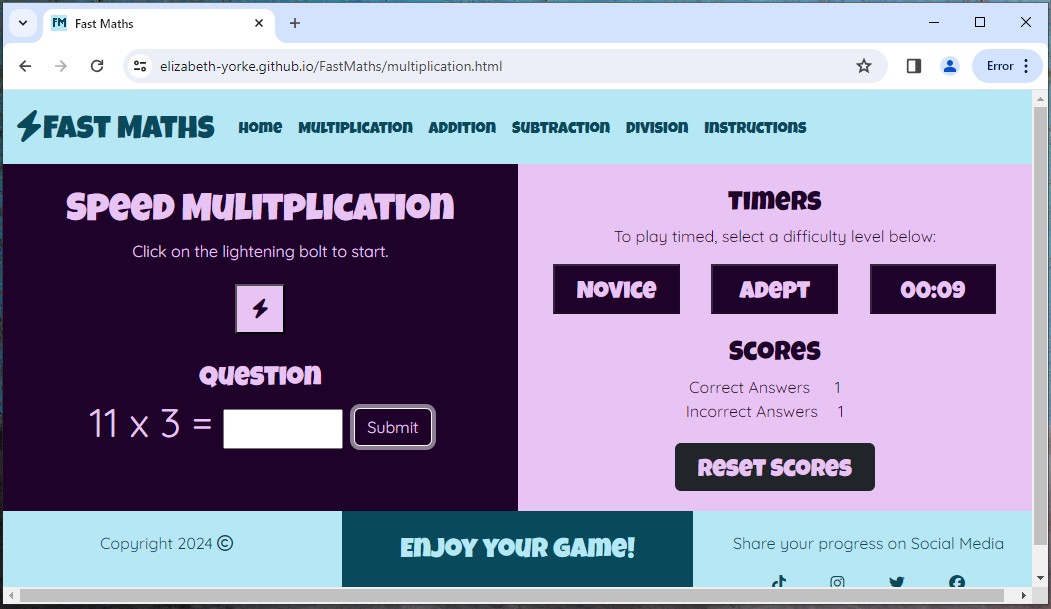 FM Fast Maths
elizabeth-yorke.github.io/FastMaths/multiplication.html
Error
FAST MATHS Home Multiplication Addition Subtraction Division Instructions
Speed Mulitplication
Click on the lightening bolt to start.
Question
11 x 3 = Submit
Timers
To play timed, select a difficulty level below:
Novice Adept 00:09
Scores
Correct Answers 1
Incorrect Answers 1
Reset Scores
Copyright 2024 ©
Enjoy your game!
Share your progress on Social Media